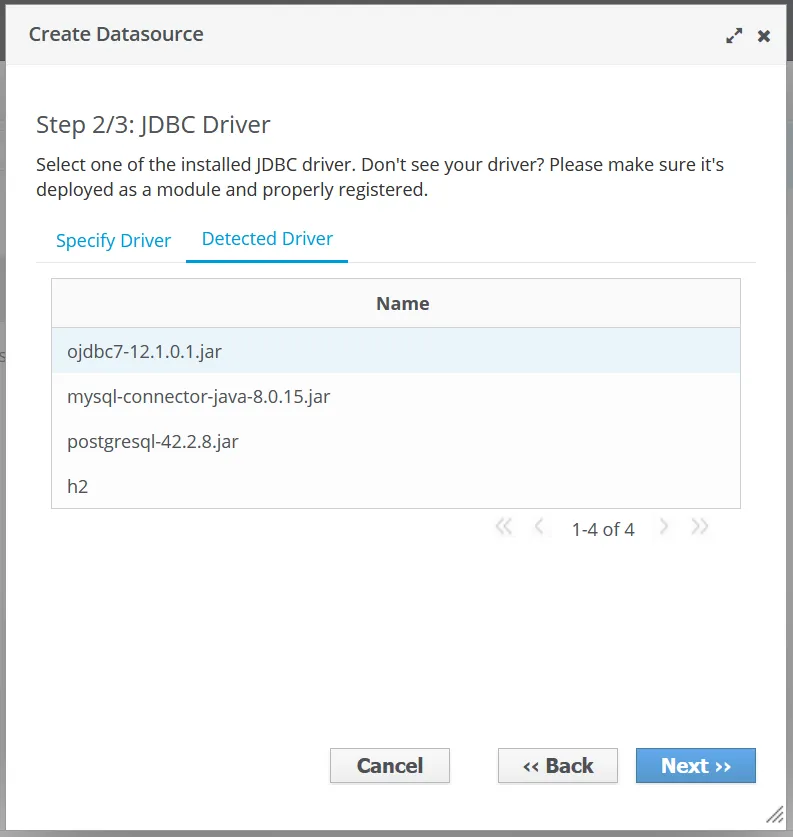 Create Datasource
Step 2/3: JDBC Driver
Select one of the installed JDBC driver. Don't see your driver? Please make sure it's
deployed as a module and properly registered.
Specify Driver
Detected Driver
Name
ojdbc7-12.1.0.1.jar
mysql-connector-java-8.0.15.jar
postgresql-42.2.8.jar
h2
1-4 of 4
Cancel
‹‹ Back
Next ››